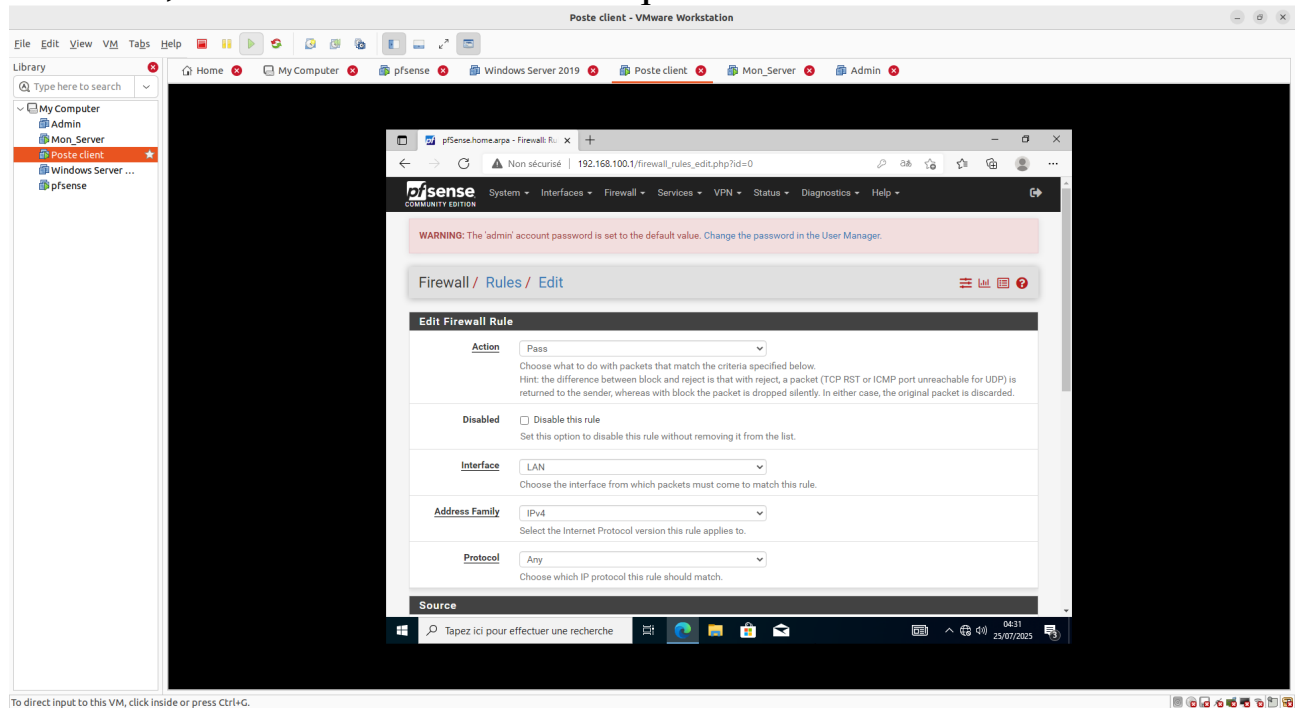 Poste client - VMware Workstation
File Edit View VM Tabs Help
Library
Home My Computer pfsense Windows Server 2019 Poste client Mon_Server Admin
Type here to search
My Computer
Admin
Mon_Server
Poste client
Windows Server ...
pfsense
pfSense.home.arpa - Firewall: Ru
Non sécurisé 192.168.100.1/firewall_rules_edit.php?id=0
pfsense
COMMUNITY EDITION
System Interfaces Firewall Services VPN Status Diagnostics Help
WARNING: The 'admin' account password is set to the default value. Change the password in the User Manager.
Firewall / Rules / Edit
Edit Firewall Rule
Action Pass
Choose what to do with packets that match the criteria specified below.
Hint: the difference between block and reject is that with reject, a packet (TCP RST or ICMP port unreachable for UDP) is
returned to the sender, whereas with block the packet is dropped silently. In either case, the original packet is discarded.
Disabled Disable this rule
Set this option to disable this rule without removing it from the list.
Interface LAN
Choose the interface from which packets must come to match this rule.
Address Family IPv4
Select the Internet Protocol version this rule applies to.
Protocol Any
Choose which IP protocol this rule should match.
Source
Tapez ici pour effectuer une recherche
04:31
25/07/2025
3
To direct input to this VM, click inside or press Ctrl+G.